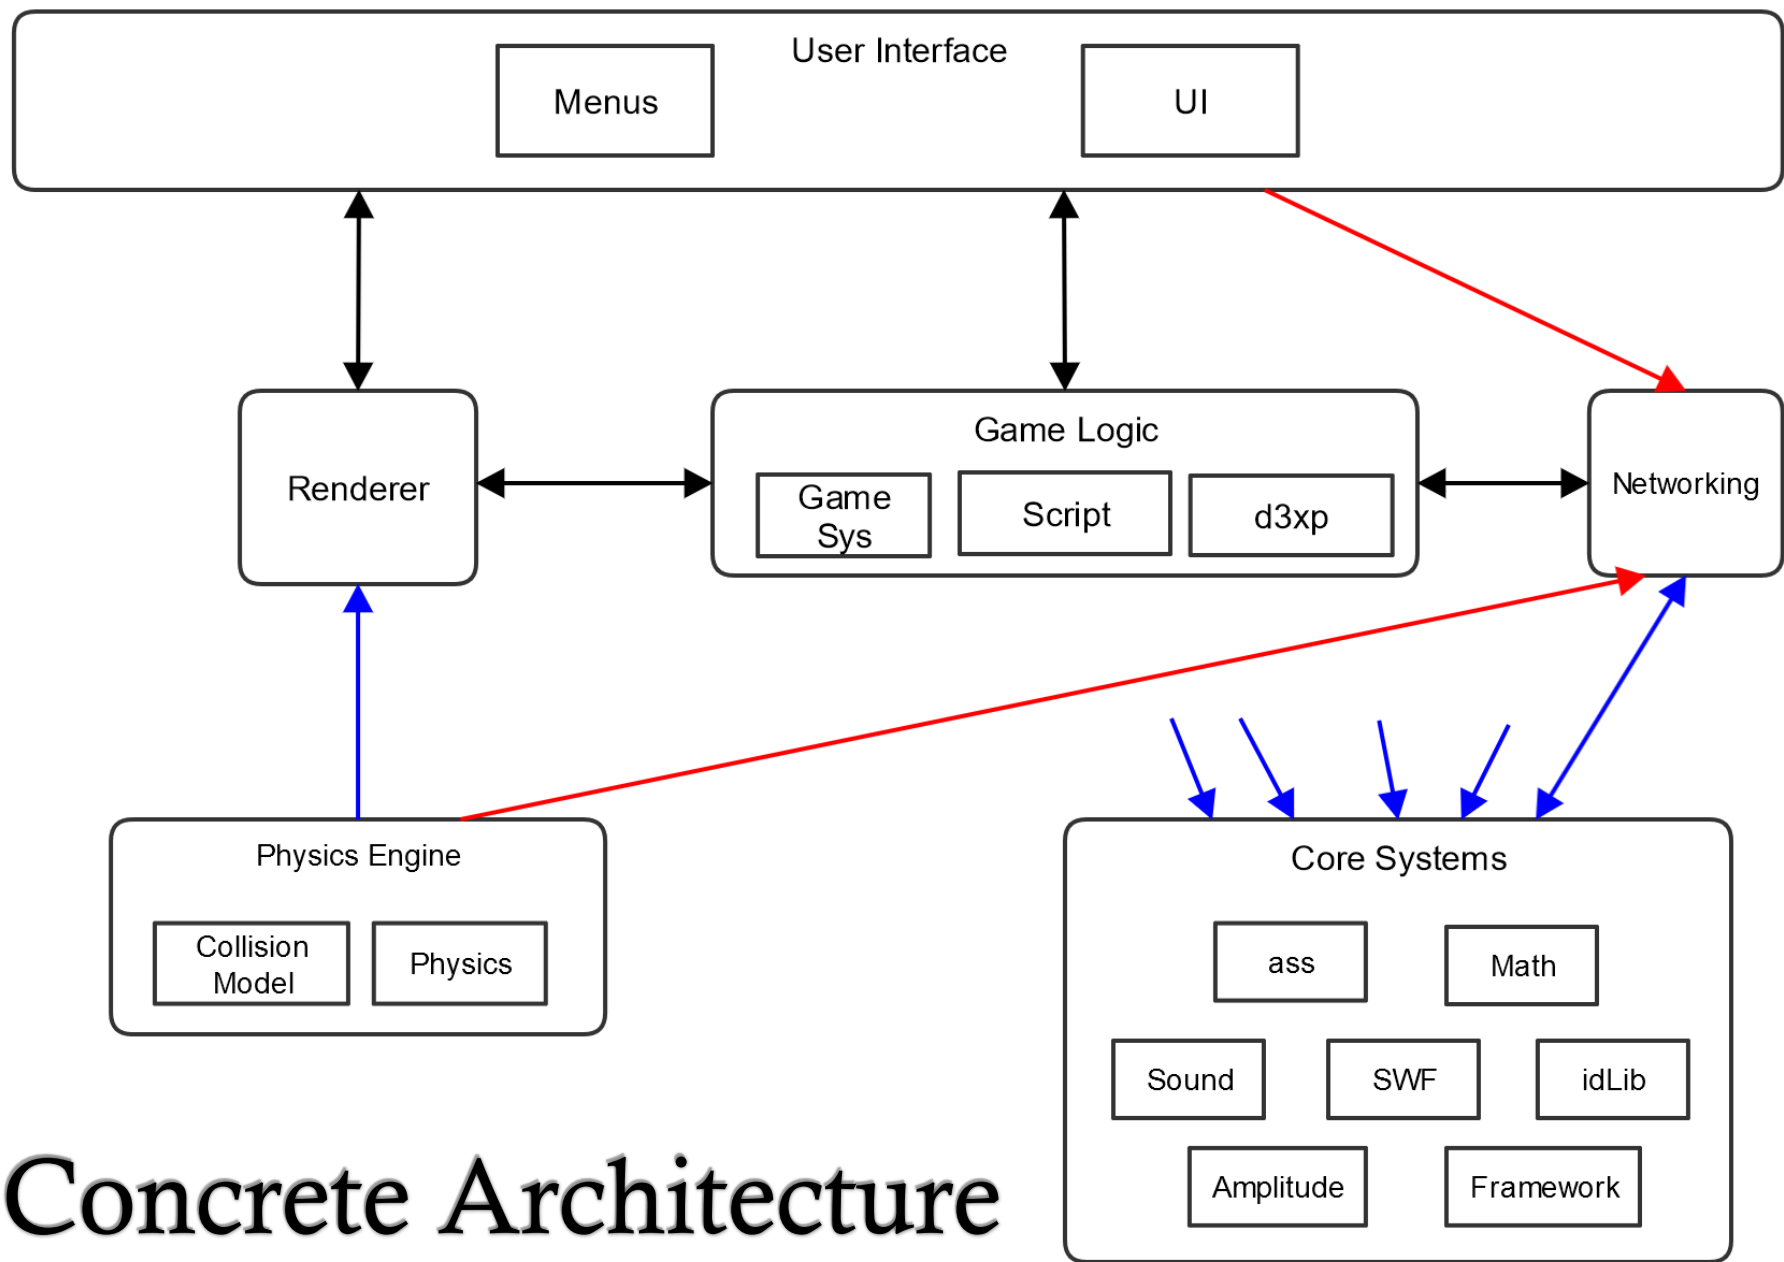 User Interface
Menus
UI
Renderer
Game Logic
Game
Sys
Script
d3xp
Networking
Physics Engine
Collision
Model
Physics
Core Systems
ass
Math
Sound
SWF
idLib
Amplitude
Framework
Concrete Architecture